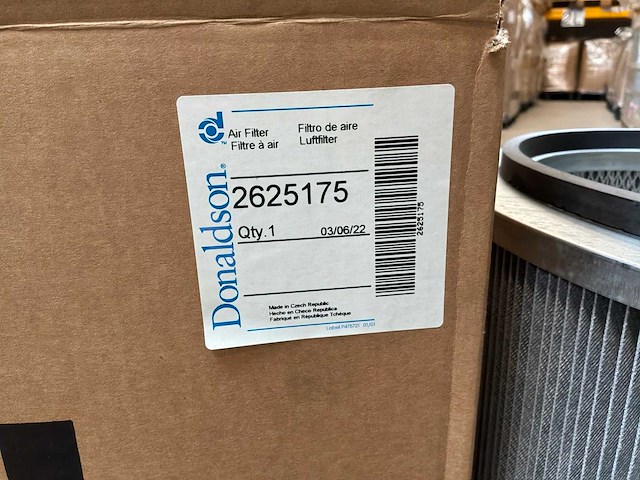 Donaldson®
Air Filter Filtro de aire
Filtre à air Luftfilter
2625175
Qty.1 03/06/22
2625175
Made in Czech Republic
Hecho en Checa República
Fabriqué en République Tchèque